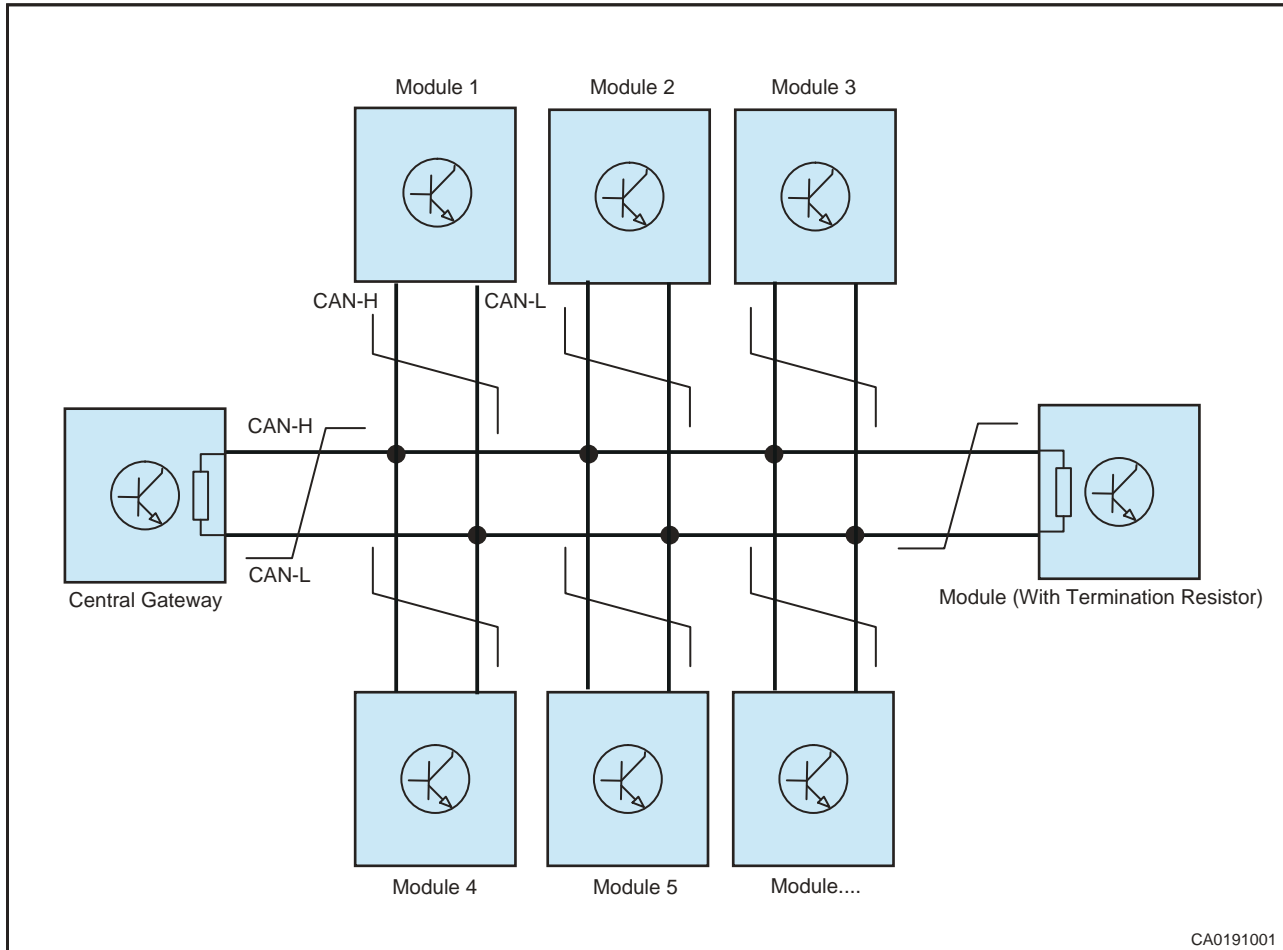 Module 1
Module 2
Module 3
CAN-H
CAN-L
CAN-H
CAN-L
Central Gateway
Module (With Termination Resistor)
Module 4
Module 5
Module....
CA0191001